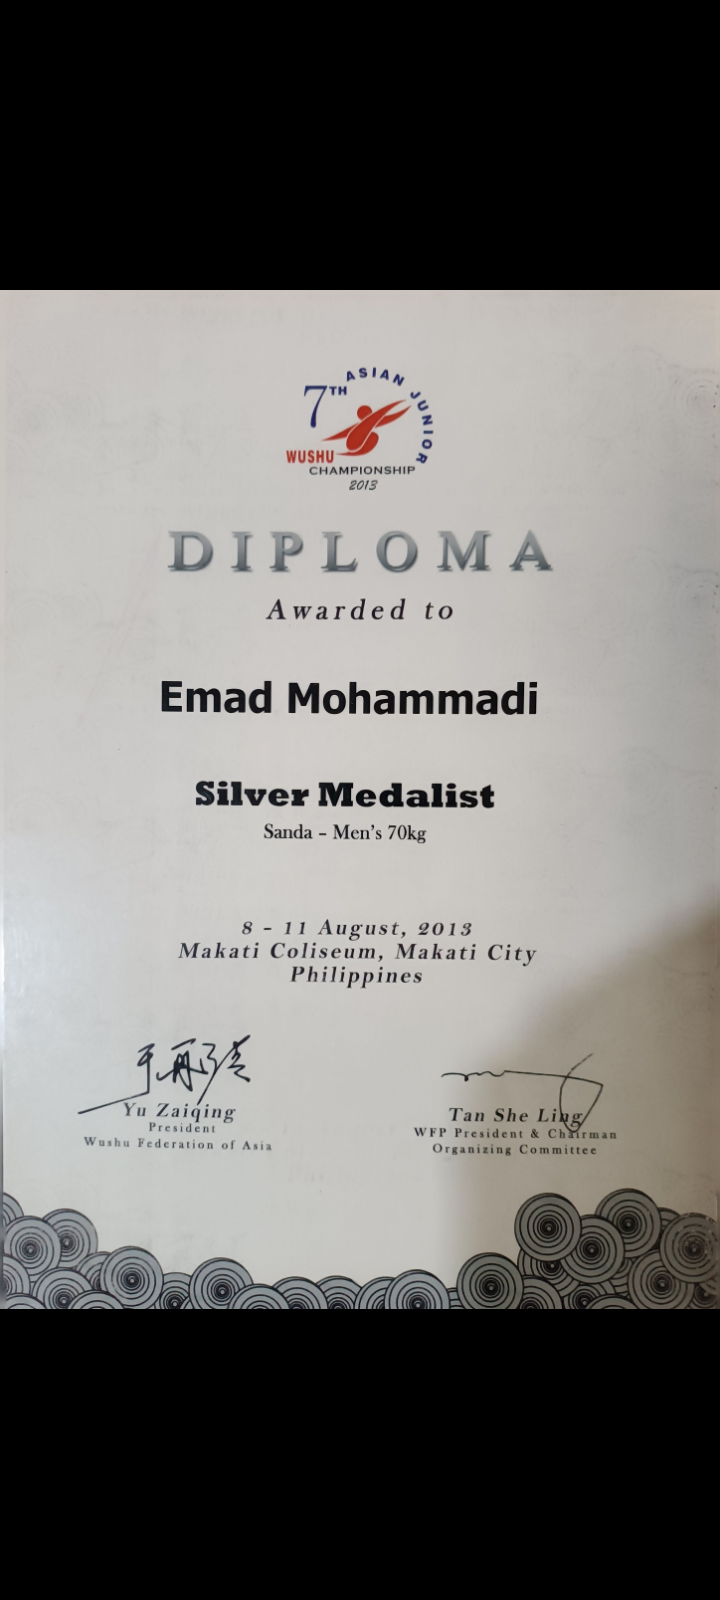 7TH ASIAN JUNIOR
WUSHU
CHAMPIONSHIP
2013
DIPLOMA
Awarded to
Emad Mohammadi
Silver Medalist
Sanda – Men's 70kg
8 - 11 August, 2013
Makati Coliseum, Makati City
Philippines
Yu Zaiqing
President
Wushu Federation of Asia
Tan She Ling
WFP President & Chairman
Organizing Committee